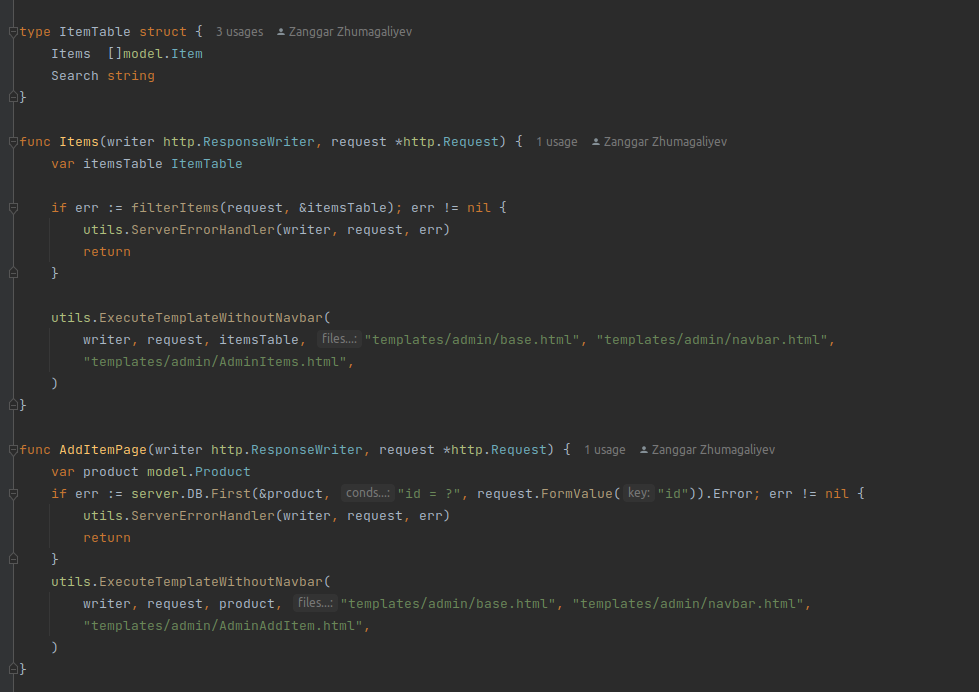 type ItemTable struct {  3 usages  Zanggar Zhumagaliyev
    Items  []model.Item
    Search string
}
func Items(writer http.ResponseWriter, request *http.Request) {  1 usage  Zanggar Zhumagaliyev
    var itemsTable ItemTable
    if err := filterItems(request, &itemsTable); err != nil {
        utils.ServerErrorHandler(writer, request, err)
        return
    }
    utils.ExecuteTemplateWithoutNavbar(
        writer, request, itemsTable, files...: "templates/admin/base.html", "templates/admin/navbar.html",
        "templates/admin/AdminItems.html",
    )
}
func AddItemPage(writer http.ResponseWriter, request *http.Request) {  1 usage  Zanggar Zhumagaliyev
    var product model.Product
    if err := server.DB.First(&product, conds...: "id = ?", request.FormValue( key: "id")).Error; err != nil {
        utils.ServerErrorHandler(writer, request, err)
        return
    }
    utils.ExecuteTemplateWithoutNavbar(
        writer, request, product, files...: "templates/admin/base.html", "templates/admin/navbar.html",
        "templates/admin/AdminAddItem.html",
    )
}